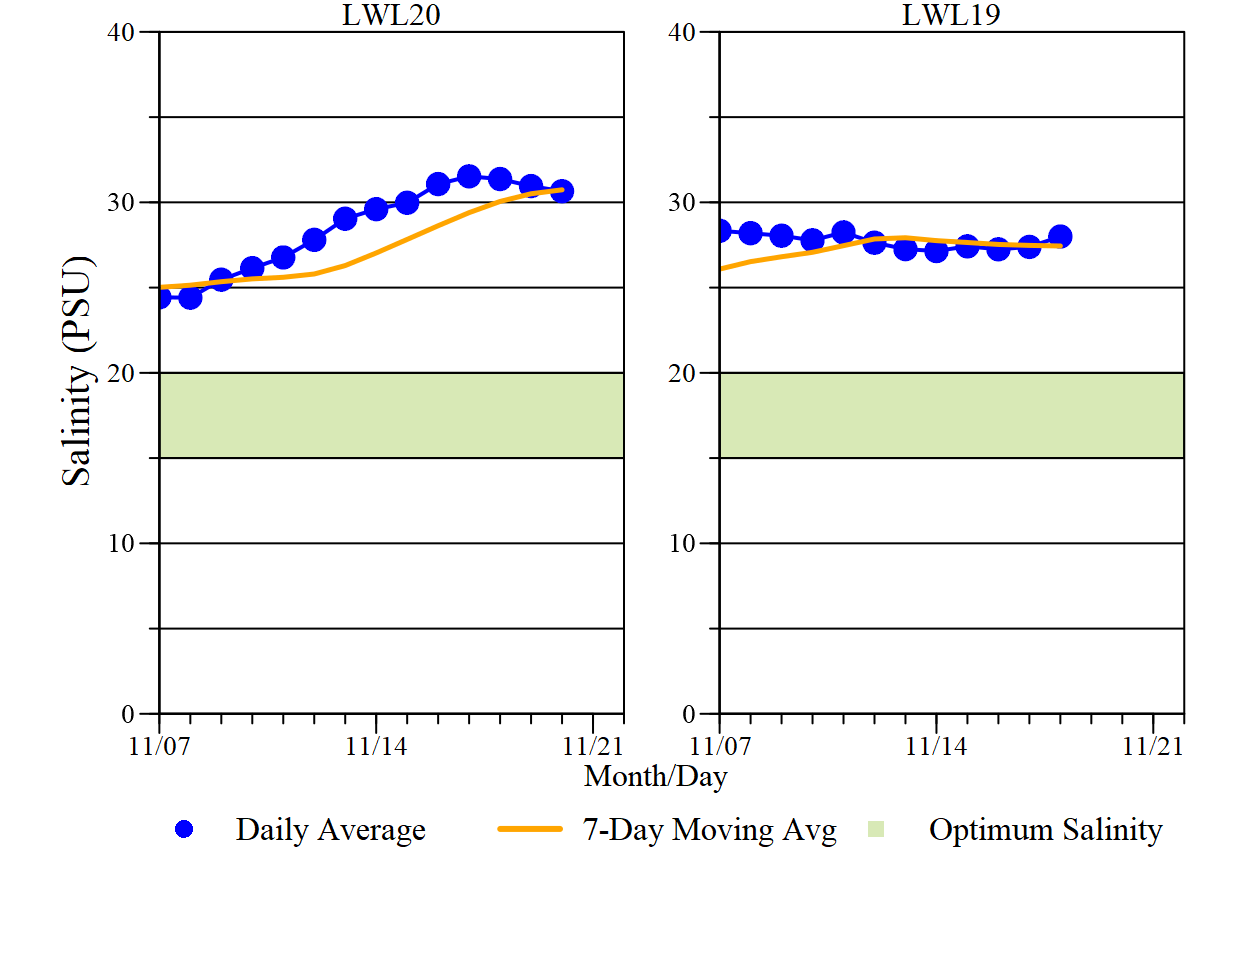 LWL20 LWL19
40 40
30 30
Salinity (PSU)
20 20
10 10
0 0
11/07 11/14 11/21 11/07 11/14 11/21
Month/Day
Daily Average 7-Day Moving Avg Optimum Salinity